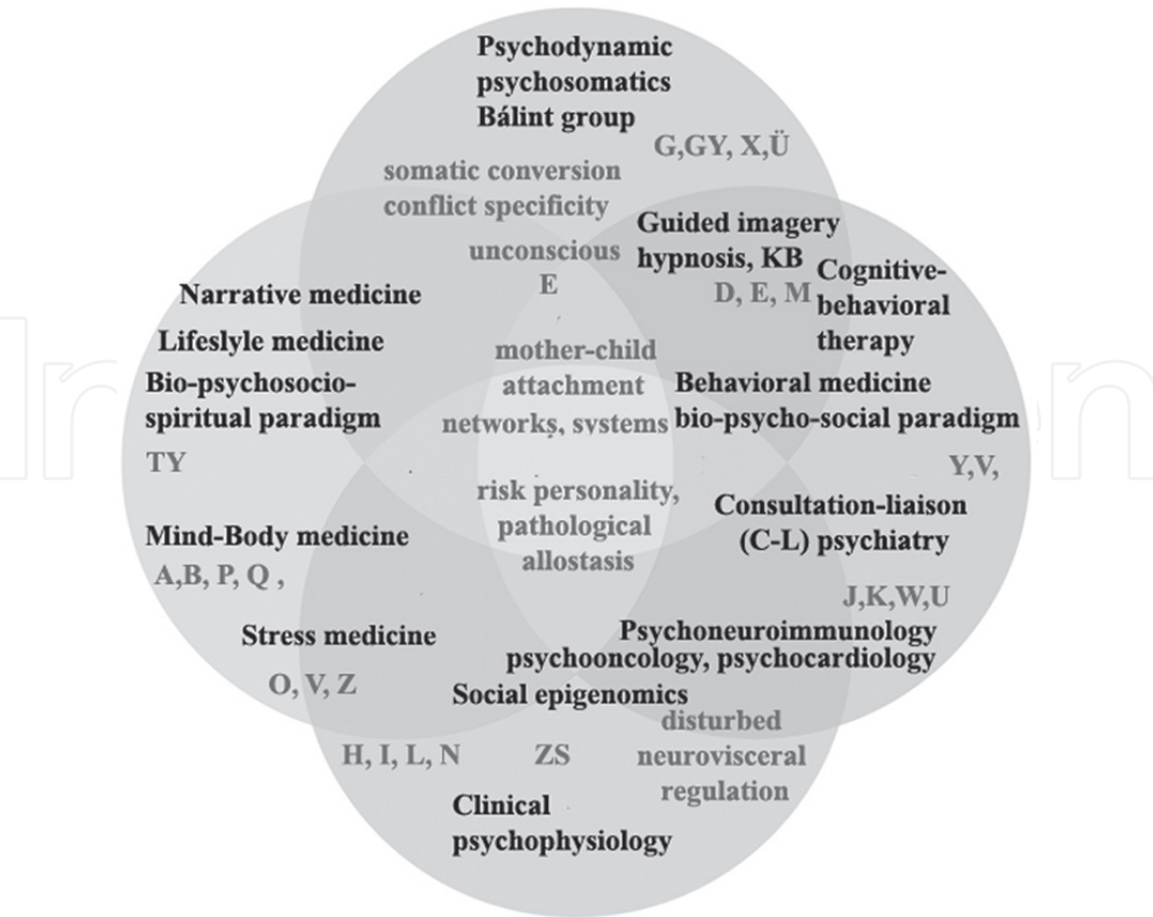 Psychodynamic
psychosomatics
Bálint group
G,GY, X,Ü
somatic conversion
conflict specificity
unconscious
E
Guided imagery
hypnosis, KB
D, E, M
Cognitive-
behavioral
therapy
Narrative medicine
Lifeslyle medicine
Bio-psychosocio-
spiritual paradigm
TY
mother-child
attachment
networks, systems
Behavioral medicine
bio-psycho-social paradigm
Y,V,
risk personality,
pathological
allostasis
Consultation-liaison
(C-L) psychiatry
J,K,W,U
Mind-Body medicine
A,B, P, Q ,
Stress medicine
O, V, Z
Psychoneuroimmunology
psychooncology, psychocardiology
Social epigenomics
disturbed
neurovisceral
regulation
H, I, L, N
ZS
Clinical
psychophysiology